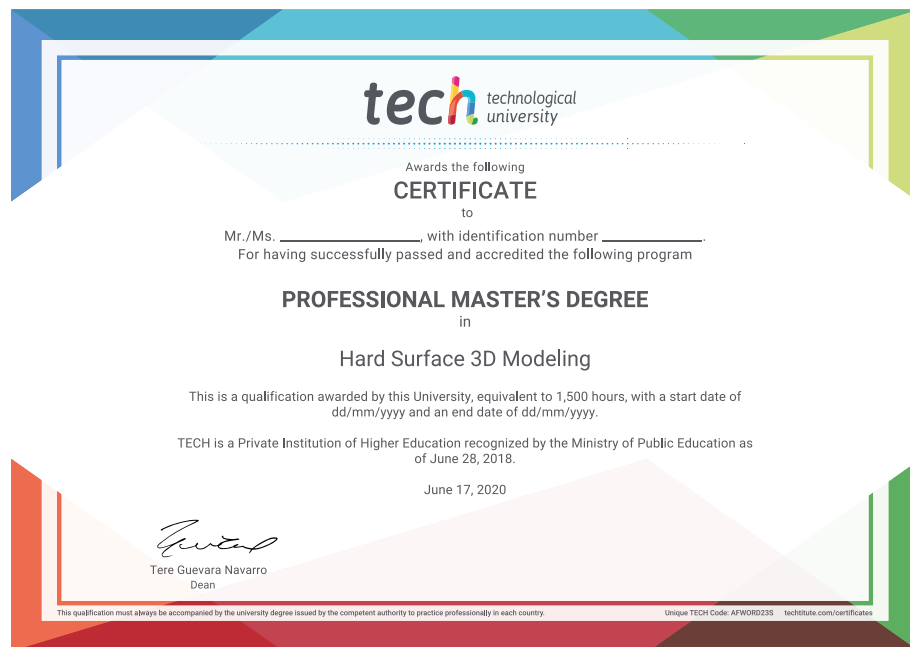 tech technological
university
Awards the following
CERTIFICATE
to
Mr./Ms. ____________________, with identification number ______________.
For having successfully passed and accredited the following program
PROFESSIONAL MASTER'S DEGREE
in
Hard Surface 3D Modeling
This is a qualification awarded by this University, equivalent to 1,500 hours, with a start date of
dd/mm/yyyy and an end date of dd/mm/yyyy.
TECH is a Private Institution of Higher Education recognized by the Ministry of Public Education as
of June 28, 2018.
June 17, 2020
Tere Guevara Navarro
Dean
This qualification must always be accompanied by the university degree issued by the competent authority to practice professionally in each country.
Unique TECH Code: AFWORD23S techtitute.com/certificates